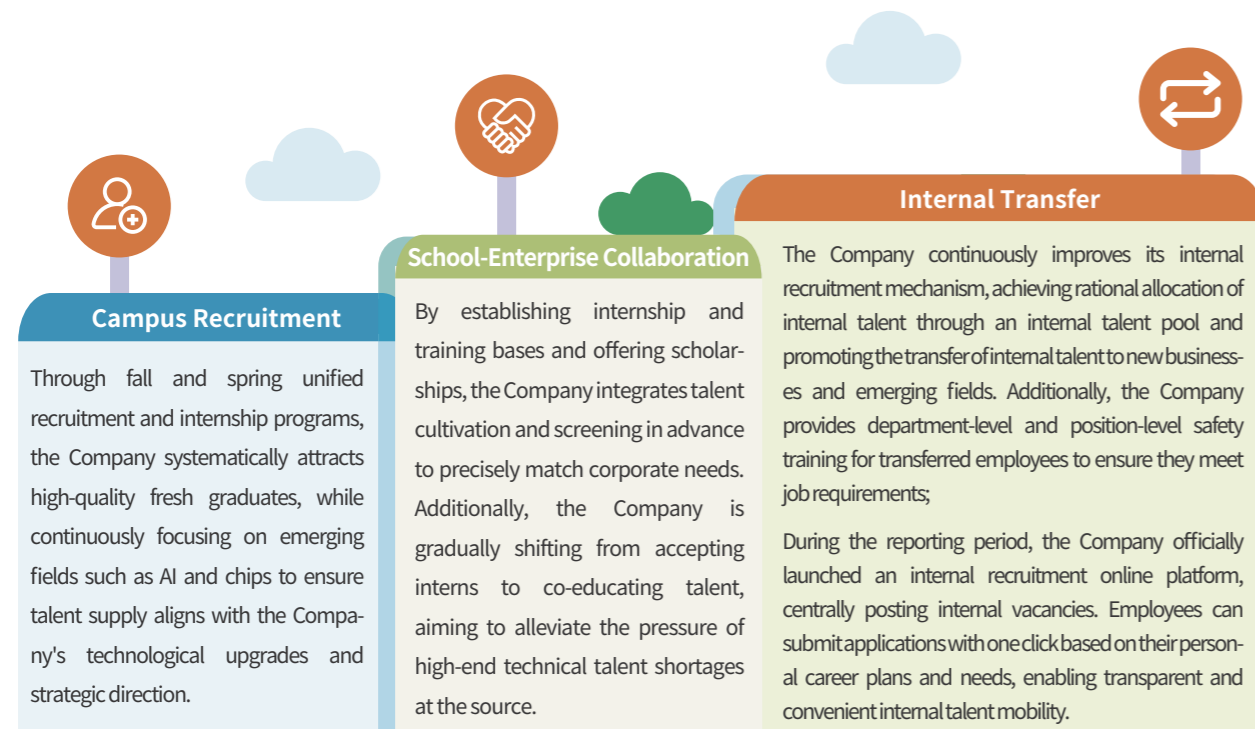 Campus Recruitment
Through fall and spring unified
recruitment and internship programs,
the Company systematically attracts
high-quality fresh graduates, while
continuously focusing on emerging
fields such as AI and chips to ensure
talent supply aligns with the Compa-
ny's technological upgrades and
strategic direction.
School-Enterprise Collaboration
By establishing internship and
training bases and offering scholar-
ships, the Company integrates talent
cultivation and screening in advance
to precisely match corporate needs.
Additionally, the Company is
gradually shifting from accepting
interns to co-educating talent,
aiming to alleviate the pressure of
high-end technical talent shortages
at the source.
Internal Transfer
The Company continuously improves its internal
recruitment mechanism, achieving rational allocation of
internal talent through an internal talent pool and
promoting the transfer of internal talent to new business-
es and emerging fields. Additionally, the Company
provides department-level and position-level safety
training for transferred employees to ensure they meet
job requirements;
During the reporting period, the Company officially
launched an internal recruitment online platform,
centrally posting internal vacancies. Employees can
submit applications with one click based on their person-
al career plans and needs, enabling transparent and
convenient internal talent mobility.